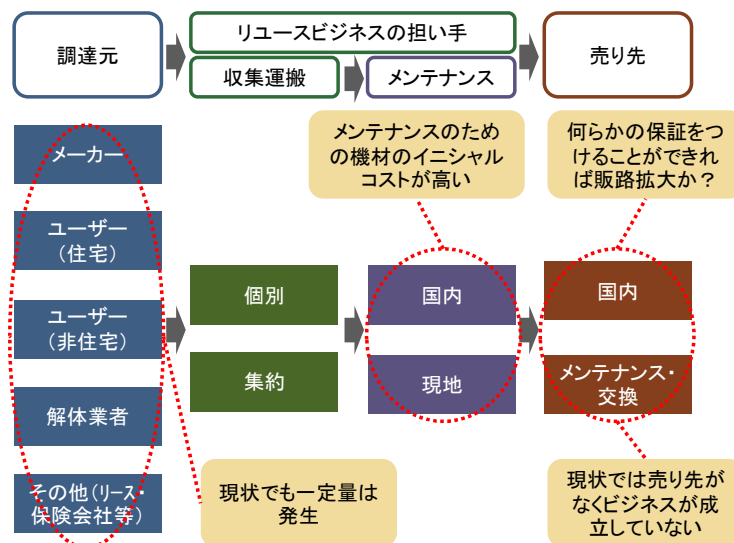 調達元
リユースビジネスの担い手
収集運搬
メンテナンス
売り先
メンテナンスのため
の機材のイニシャル
コストが高い
何らかの保証をつ
けることができれ
ば販路拡大か？
メーカー
ユーザー
（住宅）
ユーザー
（非住宅）
解体業者
その他（リース・
保険会社等）
個別
集約
国内
現地
国内
メンテナンス・
交換
現状でも一定量は
発生
現状では売り先が
なくビジネスが成
立していない